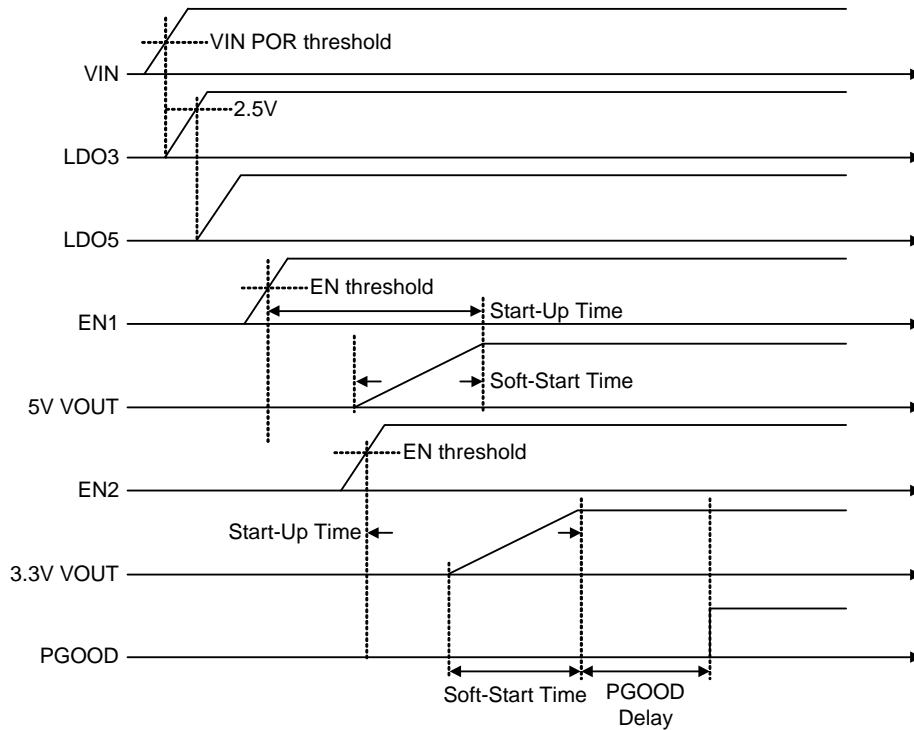 VIN POR threshold
VIN
2.5V
LDO3
LDO5
EN threshold
Start-Up Time
EN1
Soft-Start Time
5V VOUT
EN threshold
EN2
Start-Up Time
3.3V VOUT
PGOOD
Soft-Start Time
PGOOD
Delay